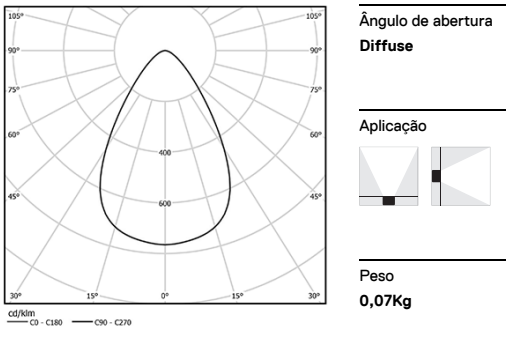 105°
105°
90°
90°
75°
75°
60°
60°
400
45°
600
45°
30°
15°
0°
15°
30°
cd/klm
C0 - C180
C90 - C270
Ângulo de abertura
Diffuse
Aplicação
Peso
0,07Kg